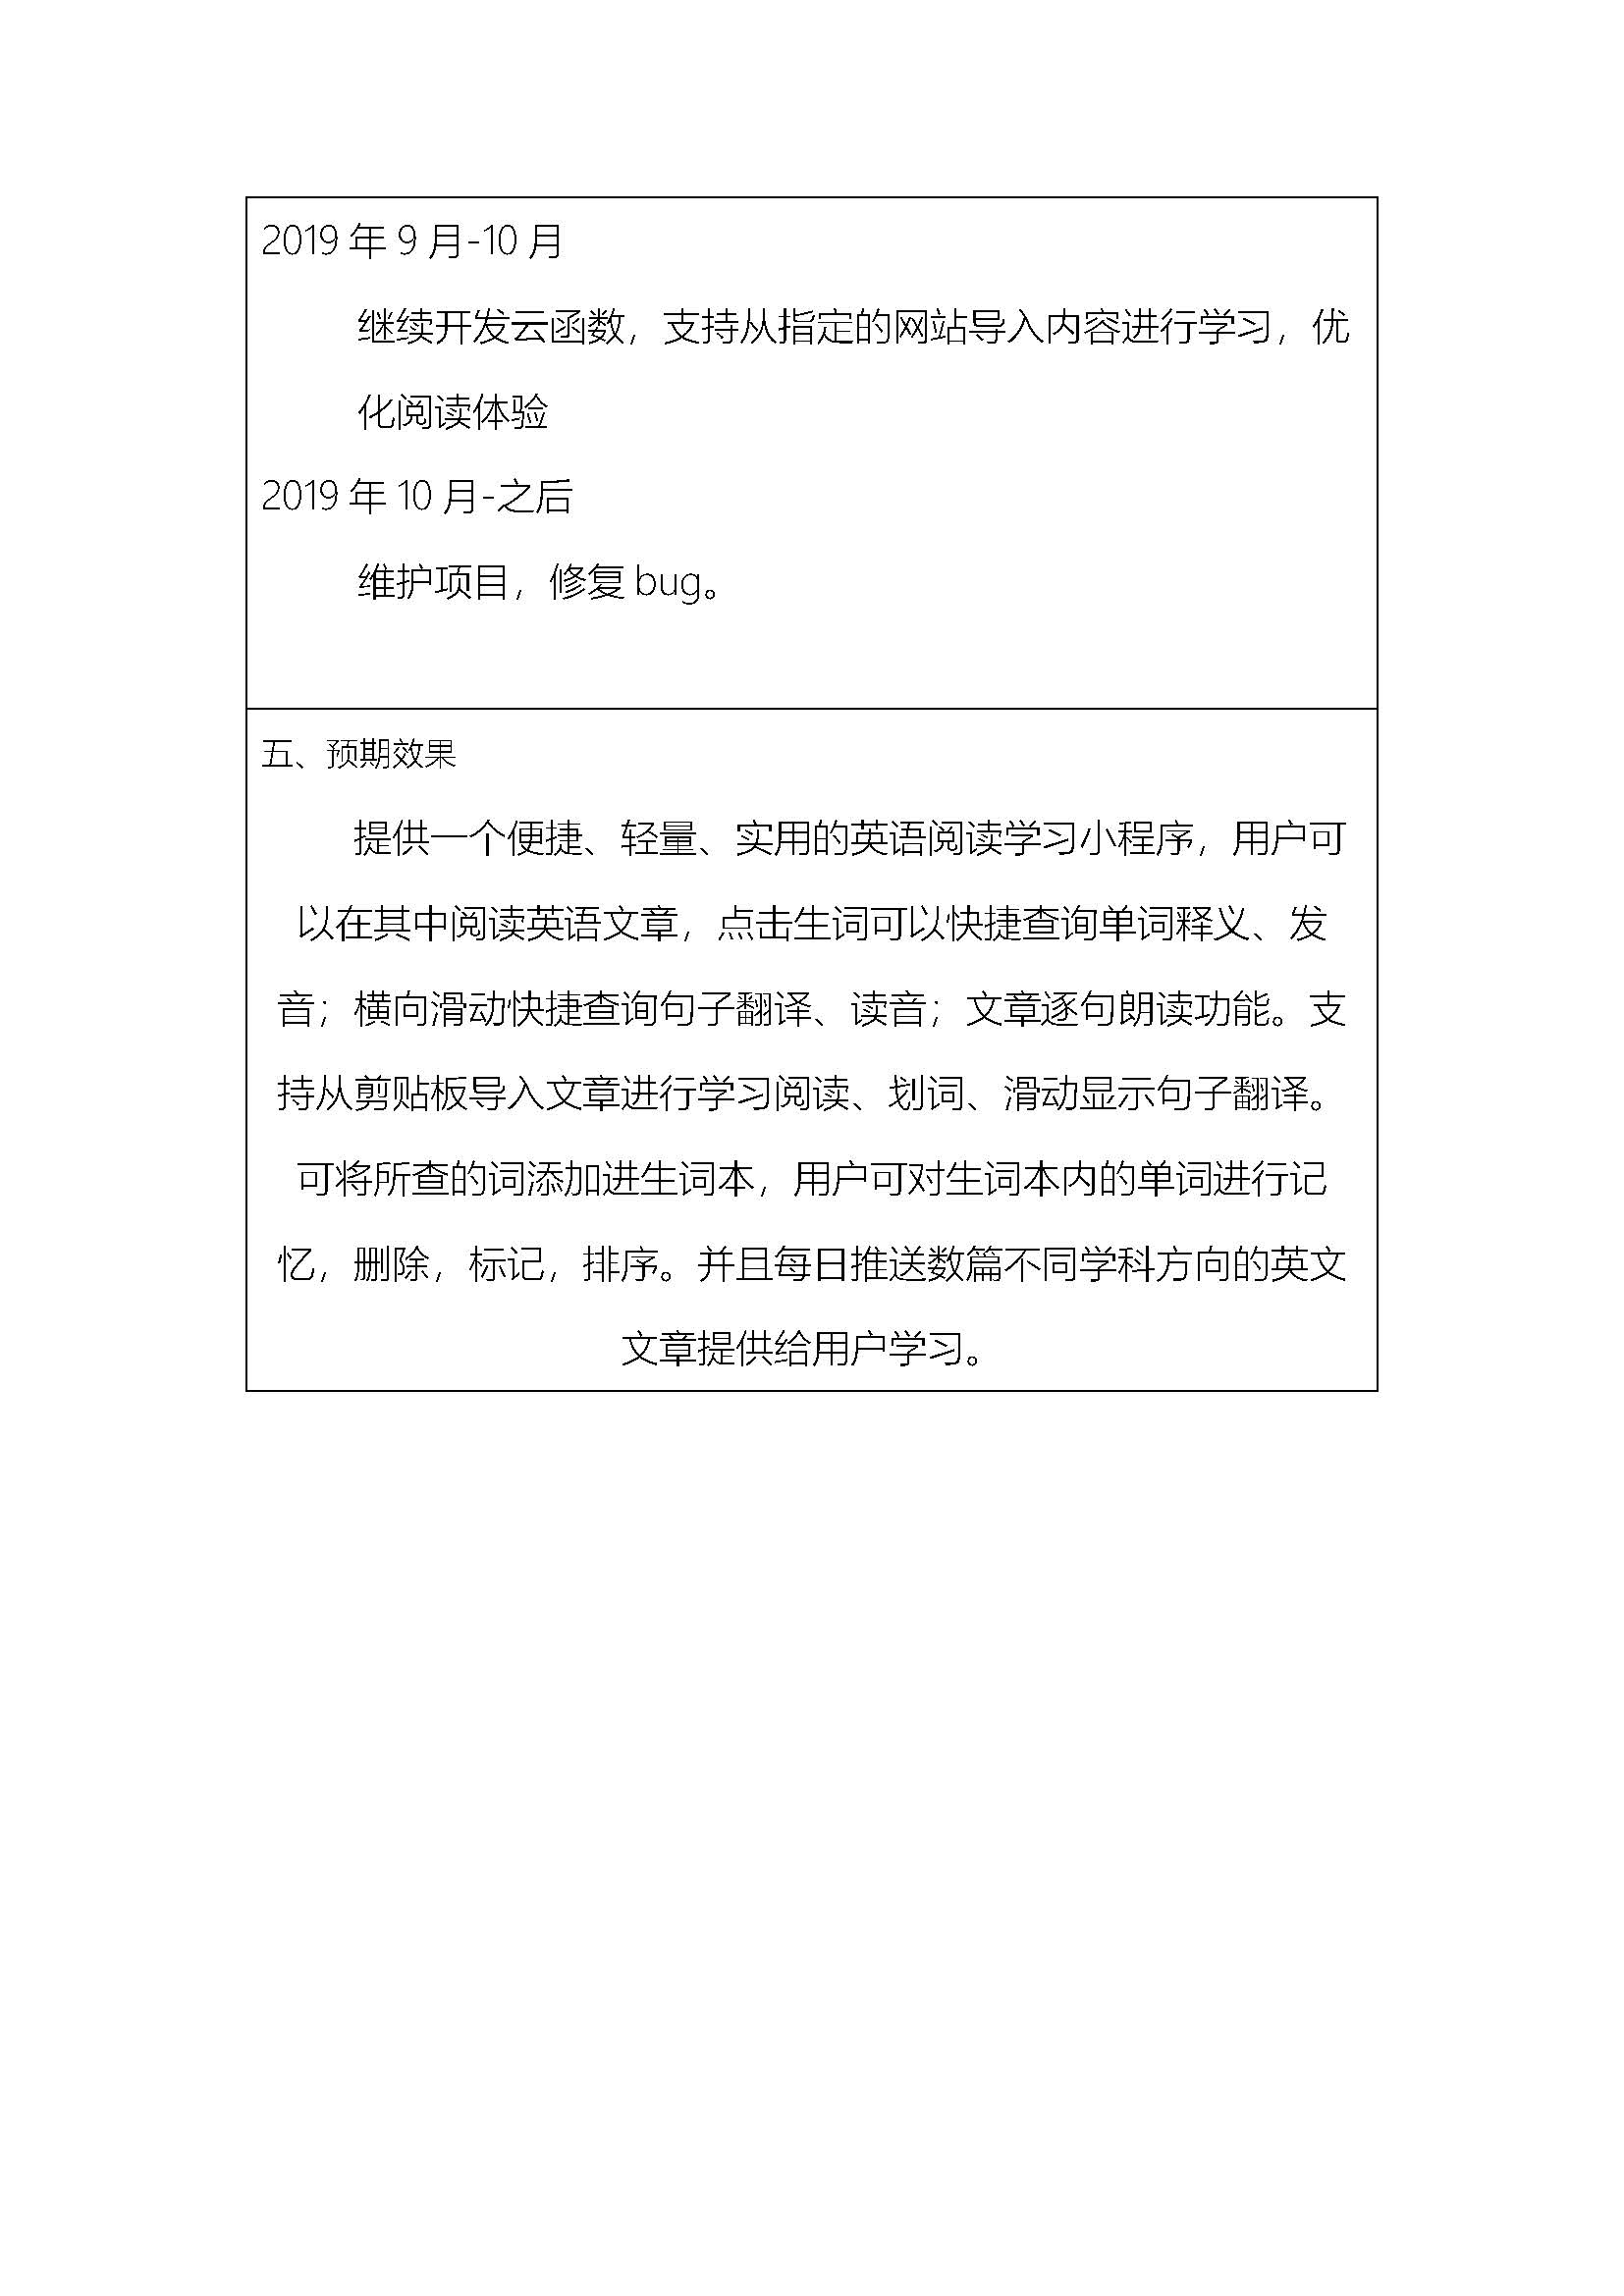 2019 年 9 月-10 月
继续开发云函数，支持从指定的网站导入内容进行学习，优
化阅读体验
2019 年 10 月-之后
维护项目，修复 bug。
五、预期效果
提供一个便捷、轻量、实用的英语阅读学习小程序，用户可
以在其中阅读英语文章，点击生词可以快捷查询单词释义、发
音；横向滑动快捷查询句子翻译、读音；文章逐句朗读功能。支
持从剪贴板导入文章进行学习阅读、划词、滑动显示句子翻译。
可将所查的词添加进生词本，用户可对生词本内的单词进行记
忆，删除，标记，排序。并且每日推送数篇不同学科方向的英文
文章提供给用户学习。